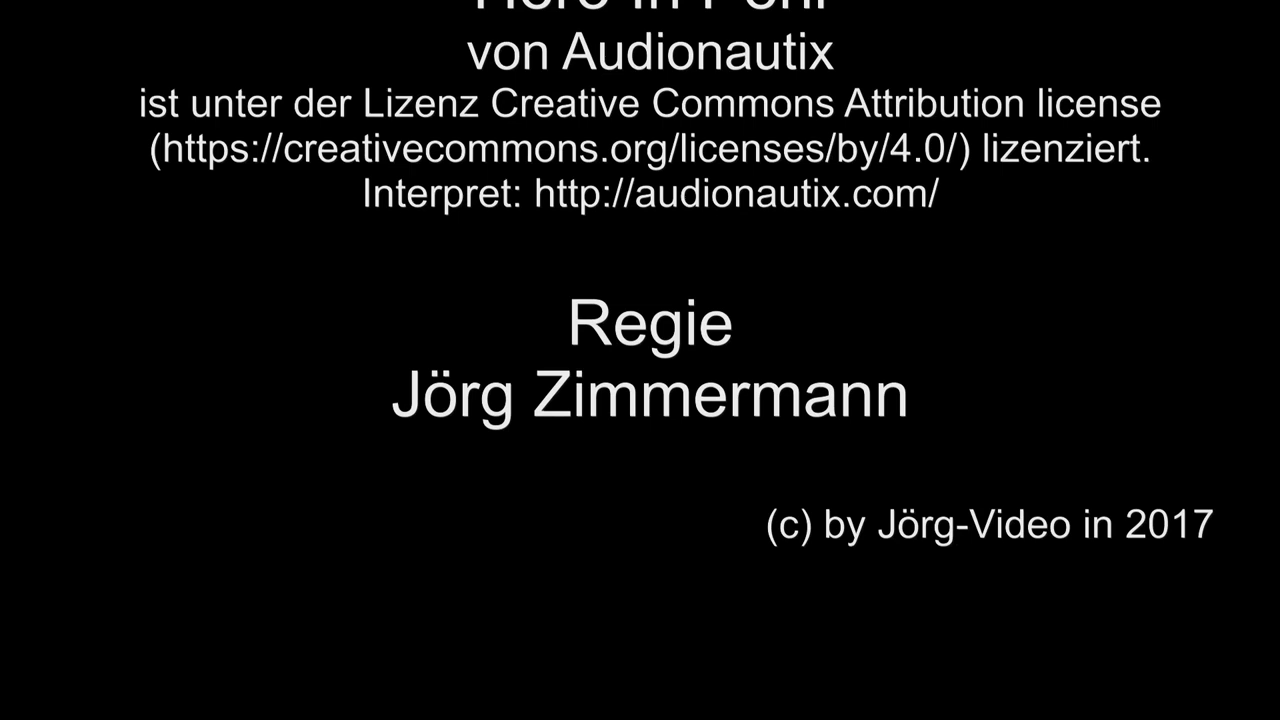 von Audionautix
ist unter der Lizenz Creative Commons Attribution license
(https://creativecommons.org/licenses/by/4.0/) lizenziert.
Interpret: http://audionautix.com/
Regie
Jörg Zimmermann
(c) by Jörg-Video in 2017